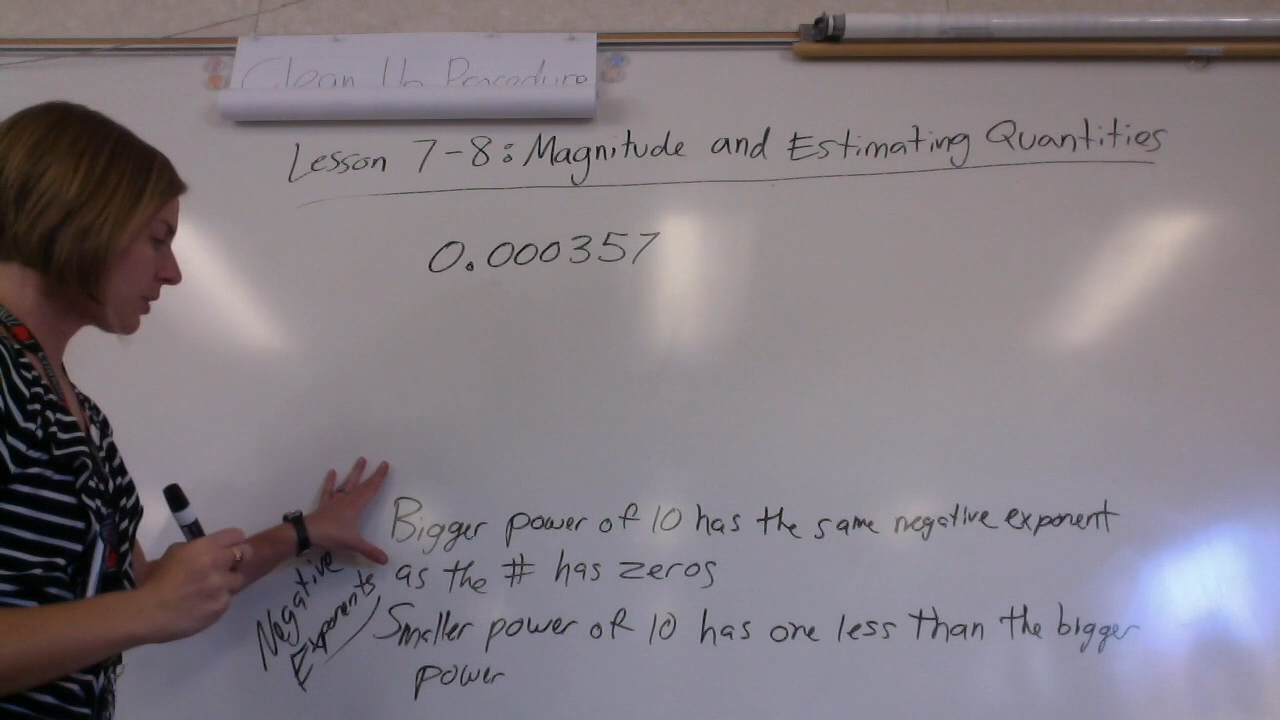 Clean Up Procedure
Lesson 7-8: Magnitude and Estimating Quantities
0.000357
Negative
Exponents
Bigger power of 10 has the same negative exponent
as the # has zeros
Smaller power of 10 has one less than the bigger
power